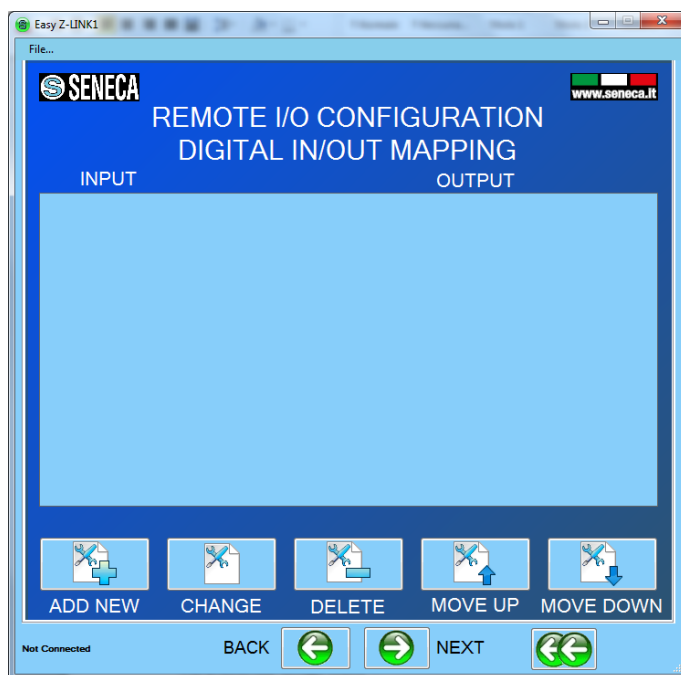 Easy Z-LINK1
File...
S SENECA
www.seneca.it
REMOTE I/O CONFIGURATION
DIGITAL IN/OUT MAPPING
INPUT OUTPUT
ADD NEW CHANGE DELETE MOVE UP MOVE DOWN
Not Connected BACK NEXT